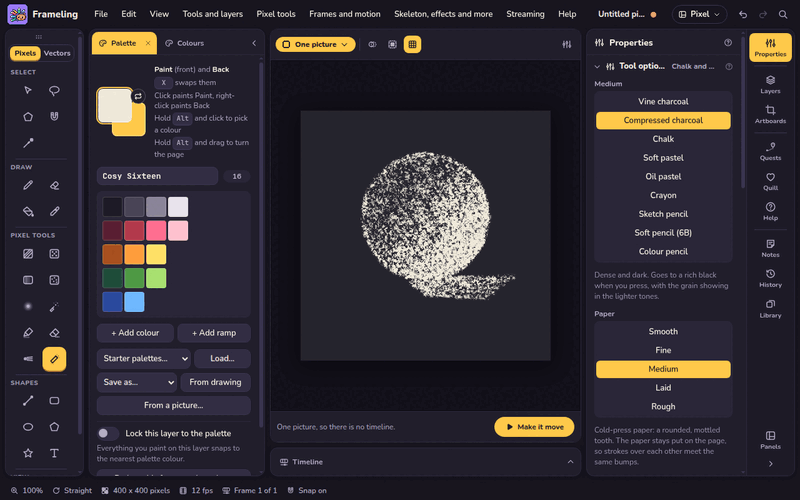 Frameling
File Edit View Tools and layers Pixel tools Frames and motion Skeleton, effects and more Streaming Help
Untitled pi...
Pixel
Pixels
Vectors
SELECT
DRAW
PIXEL TOOLS
SHAPES
Palette
Colours
Paint (front) and Back
X swaps them
Click paints Paint, right-
click paints Back
Hold Alt and click to pick
a colour
Hold Alt and drag to turn
the page
Cosy Sixteen
16
+ Add colour
+ Add ramp
Starter palettes...
Load...
Save as...
From drawing
From a picture...
Lock this layer to the palette
Everything you paint on this layer snaps to
the nearest palette colour.
One picture
One picture, so there is no timeline.
Make it move
Timeline
Properties
Tool optio...
Chalk and ...
Medium
Vine charcoal
Compressed charcoal
Chalk
Soft pastel
Oil pastel
Crayon
Sketch pencil
Soft pencil (6B)
Colour pencil
Dense and dark. Goes to a rich black
when you press, with the grain showing
in the lighter tones.
Paper
Smooth
Fine
Medium
Laid
Rough
Cold-press paper: a rounded, mottled
tooth. The paper stays put on the page,
so strokes over each other meet the
same bumps.
Properties
Layers
Artboards
Quests
Quill
Help
Notes
History
Library
Panels
100%
Straight
400 x 400 pixels
12 fps
Frame 1 of 1
Snap on